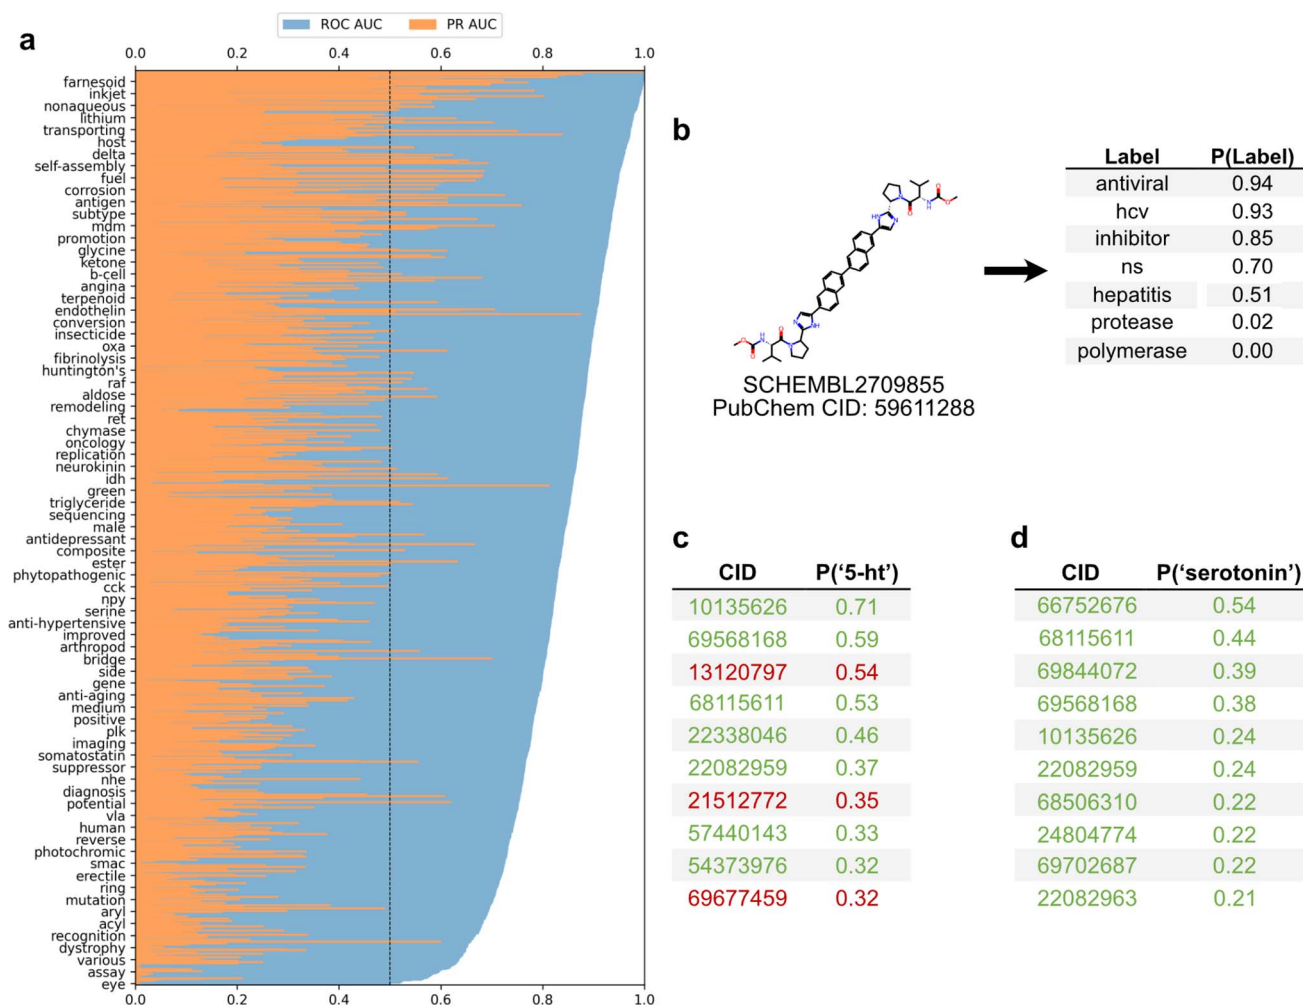 ROC AUC PR AUC
a
0.0 0.2 0.4 0.6 0.8 1.0
farnesoid
inkjet
nonaqueous
lithium
transporting
host
delta
self-assembly
fuel
corrosion
antigen
subtype
mdm
promotion
glycine
ketone
b-cell
angina
terpenoid
endothelin
conversion
insecticide
oxa
fibrinolysis
huntington's
raf
aldose
remodeling
ret
chymase
oncology
replication
neurokinin
idh
green
triglyceride
sequencing
male
antidepressant
composite
ester
phytopathogenic
cck
npy
serine
anti-hypertensive
improved
arthropod
bridge
side
gene
anti-aging
medium
positive
plk
imaging
somatostatin
suppressor
nhe
diagnosis
potential
vla
human
reverse
photochromic
smac
erectile
ring
mutation
aryl
acyl
recognition
dystrophy
various
assay
eye
0.0 0.2 0.4 0.6 0.8 1.0
b
SCHEMBL2709855
PubChem CID: 59611288
Label P(Label)
antiviral 0.94
hcv 0.93
inhibitor 0.85
ns 0.70
hepatitis 0.51
protease 0.02
polymerase 0.00
c
CID P(‘5-ht’)
10135626 0.71
69568168 0.59
13120797 0.54
68115611 0.53
22338046 0.46
22082959 0.37
21512772 0.35
57440143 0.33
54373976 0.32
69677459 0.32
d
CID P(‘serotonin’)
66752676 0.54
68115611 0.44
69844072 0.39
69568168 0.38
10135626 0.24
22082959 0.24
68506310 0.22
24804774 0.22
69702687 0.22
22082963 0.21